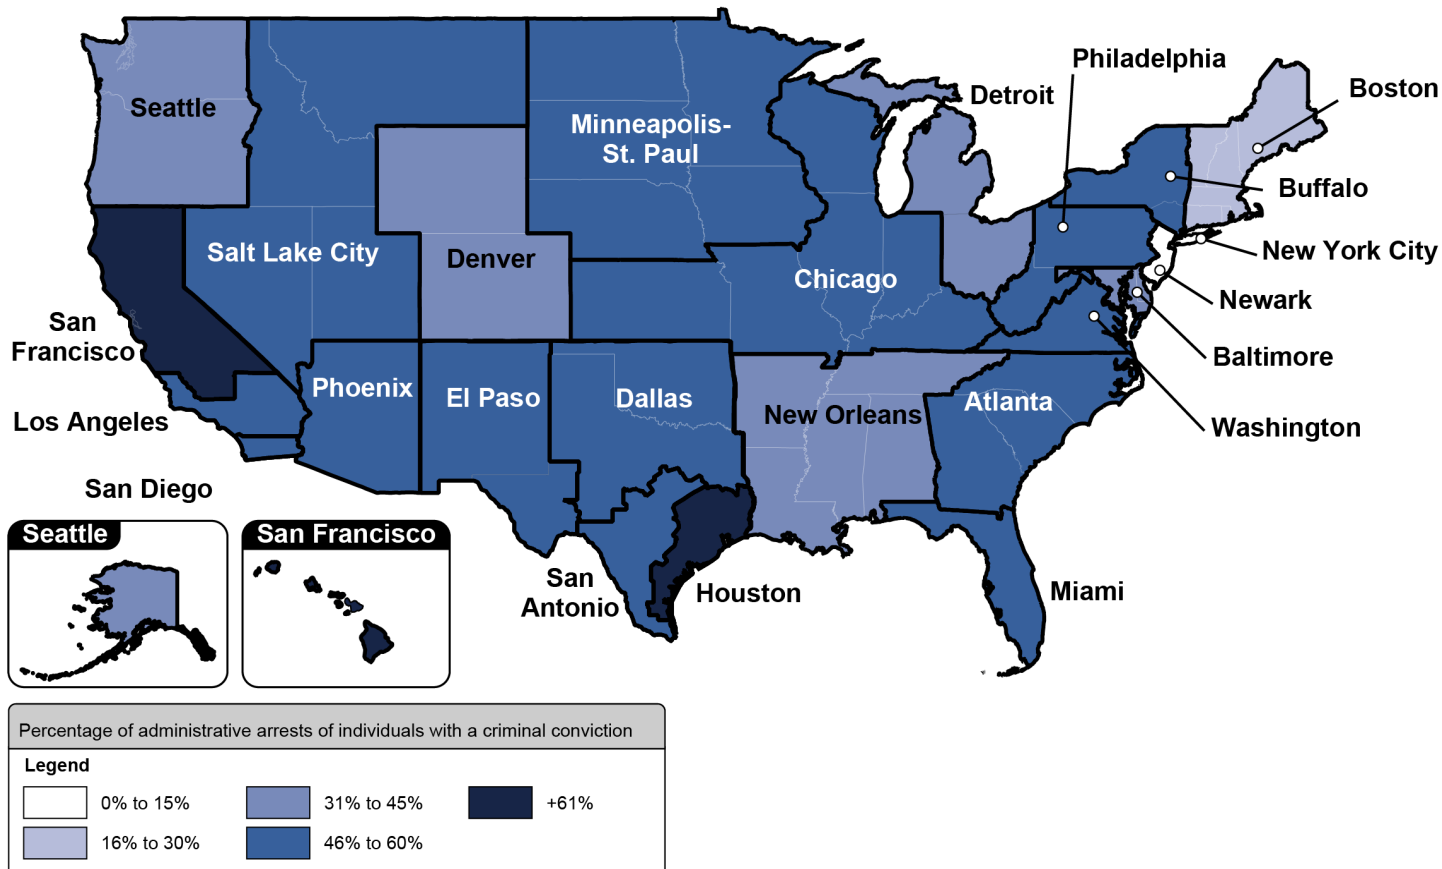 Philadelphia
Boston
Detroit
Seattle
Minneapolis-
St. Paul
Buffalo
Salt Lake City
Denver
New York City
Chicago
Newark
San
Francisco
Baltimore
Phoenix
El Paso
Dallas
Atlanta
New Orleans
Los Angeles
Washington
San Diego
Seattle
San Francisco
San
Antonio
Houston
Miami
Percentage of administrative arrests of individuals with a criminal conviction
Legend
0% to 15%
31% to 45%
+61%
16% to 30%
46% to 60%